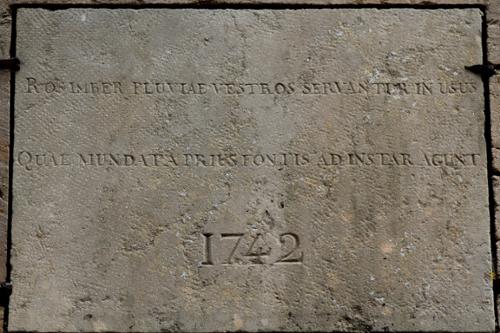 ROS IMBER PLUVIAE VESTROS SERVANTUR IN USUS
QUAE MUNDATA PRIUS FONTIS AD INSTAR AGUNT
1742